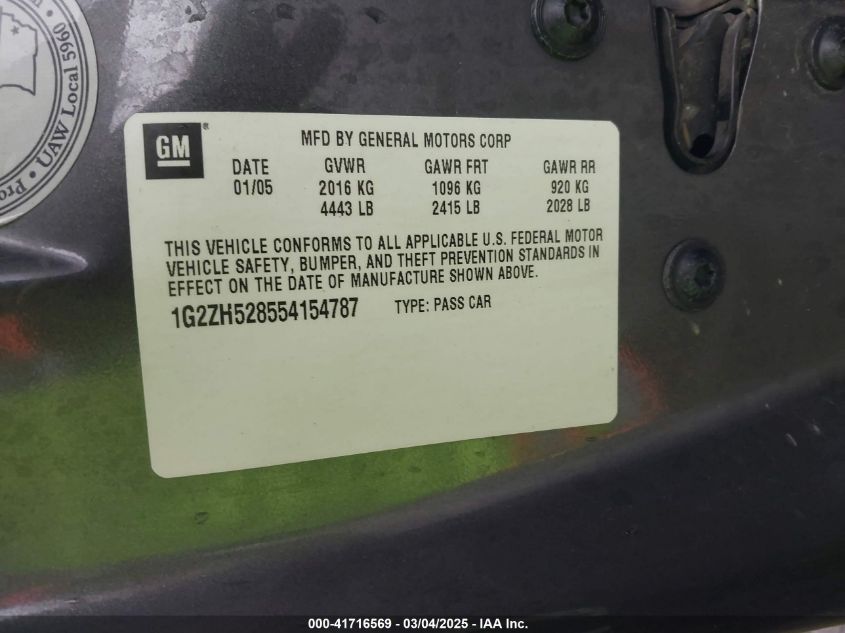 UAW Local 5960
GM®
MFD BY GENERAL MOTORS CORP
DATE GVWR GAWR FRT GAWR RR
01/05 2016 KG 1096 KG 920 KG
4443 LB 2415 LB 2028 LB
THIS VEHICLE CONFORMS TO ALL APPLICABLE U.S. FEDERAL MOTOR
VEHICLE SAFETY, BUMPER, AND THEFT PREVENTION STANDARDS IN
EFFECT ON THE DATE OF MANUFACTURE SHOWN ABOVE.
1G2ZH528554154787 TYPE: PASS CAR
000-41716569 - 03/04/2025 - IAA Inc.